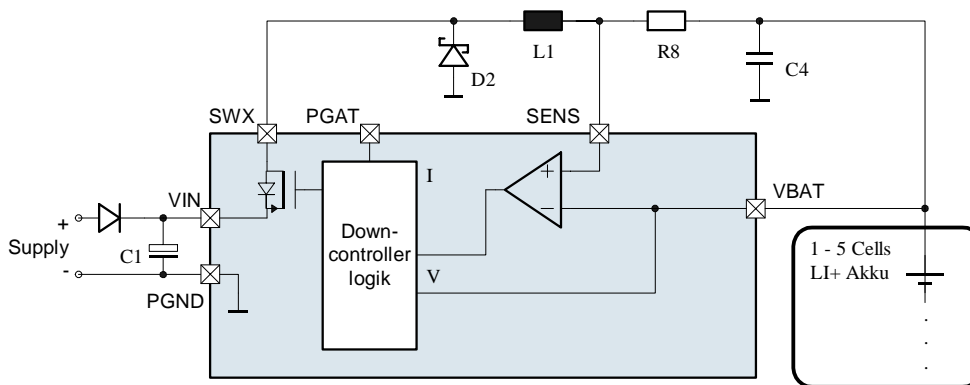 L1
R8
D2
C4
SWX
PGAT
SENS
I
+
VIN
VBAT
+
−
Supply
C1
Down-
controller
logik
1 - 5 Cells
LI+ Akku
-
V
PGND
.
.
.